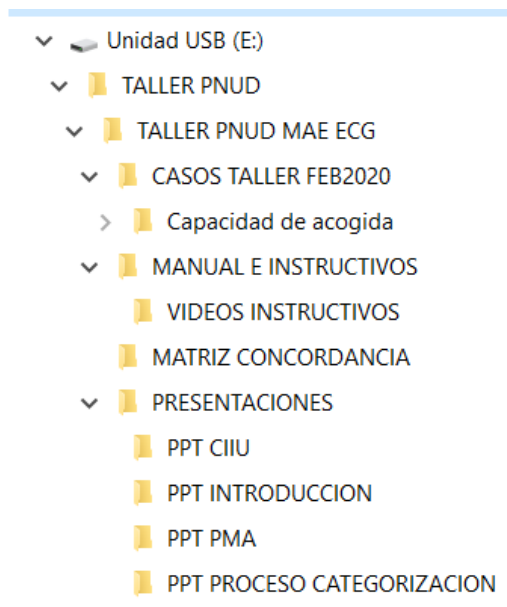 Unidad USB (E:)
TALLER PNUD
TALLER PNUD MAE ECG
CASOS TALLER FEB2020
Capacidad de acogida
MANUAL E INSTRUCTIVOS
VIDEOS INSTRUCTIVOS
MATRIZ CONCORDANCIA
PRESENTACIONES
PPT CIIU
PPT INTRODUCCION
PPT PMA
PPT PROCESO CATEGORIZACION